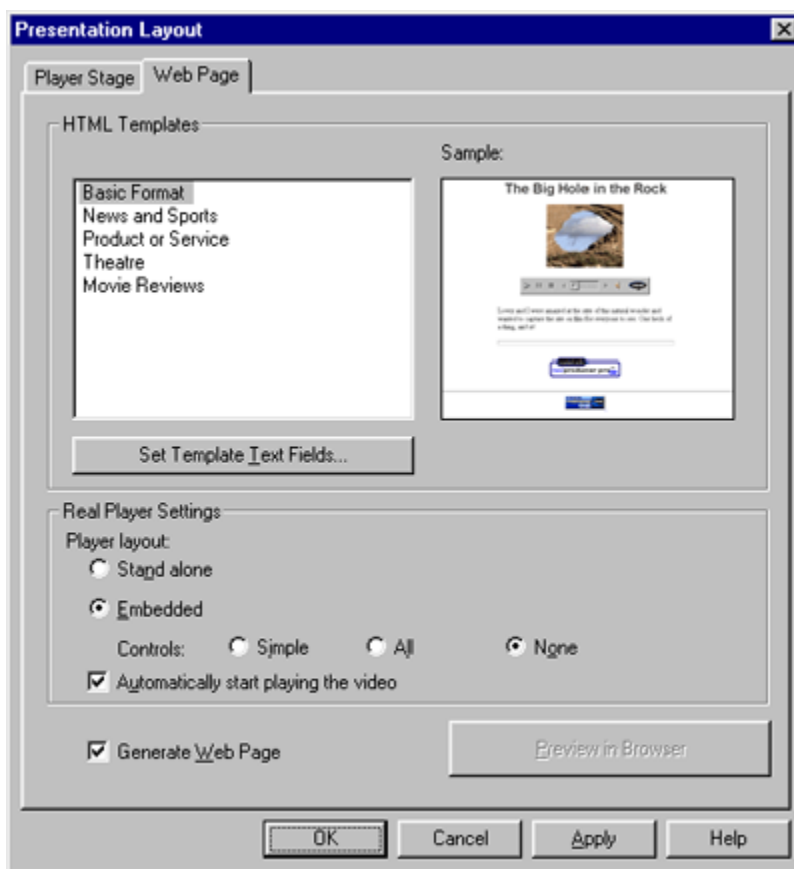 Presentation Layout
Player Stage
Web Page
HTML Templates
Sample:
Basic Format
News and Sports
Product or Service
Theatre
Movie Reviews
The Big Hole in the Rock
Set Template Text Fields...
Real Player Settings
Player layout:
Stand alone
Embedded
Controls: Simple All None
Automatically start playing the video
Generate Web Page
Preview in Browser
OK Cancel Apply Help